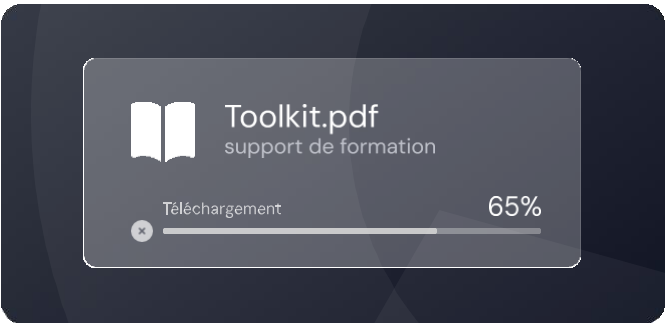 Toolkit.pdf
support de formation
Téléchargement
65%